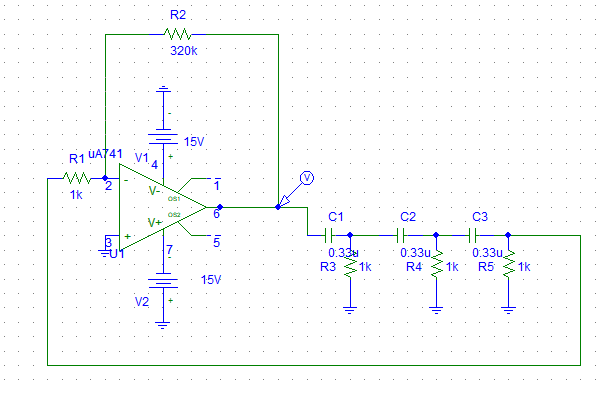 R2
320k
15V
uA741
V1
4
R1
1k
2
-
V-
OS1
1
V
6
OS2
V+
3
+
U1
7
5
15V
V2
C1
C2
C3
0.33u
0.33u
0.33u
R3
1k
R4
1k
R5
1k